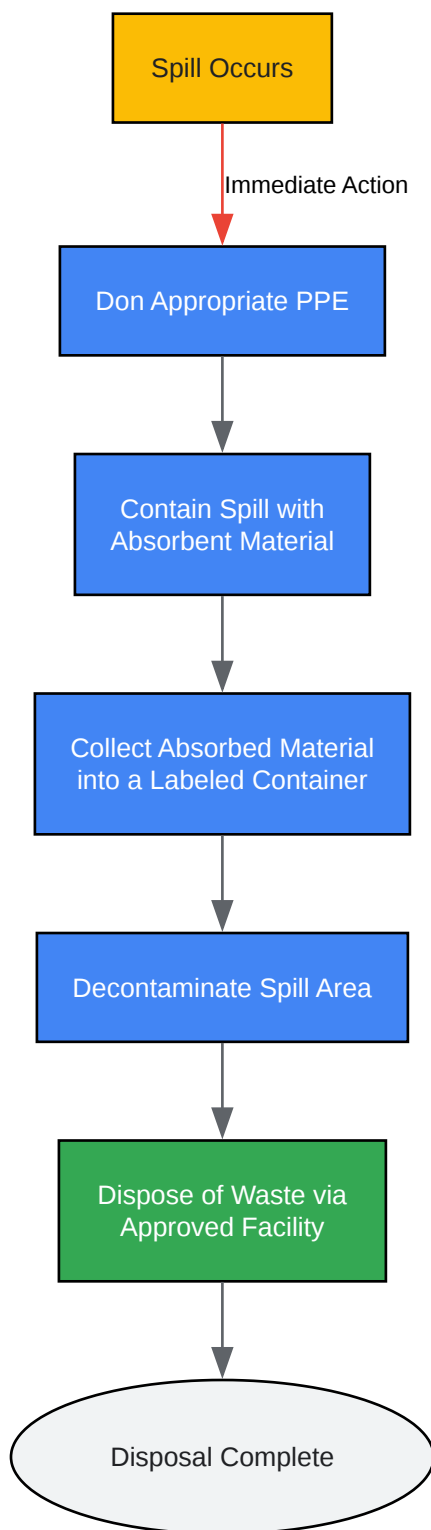 Spill Occurs
Immediate Action
Don Appropriate PPE
Contain Spill with
Absorbent Material
Collect Absorbed Material
into a Labeled Container
Decontaminate Spill Area
Dispose of Waste via
Approved Facility
Disposal Complete